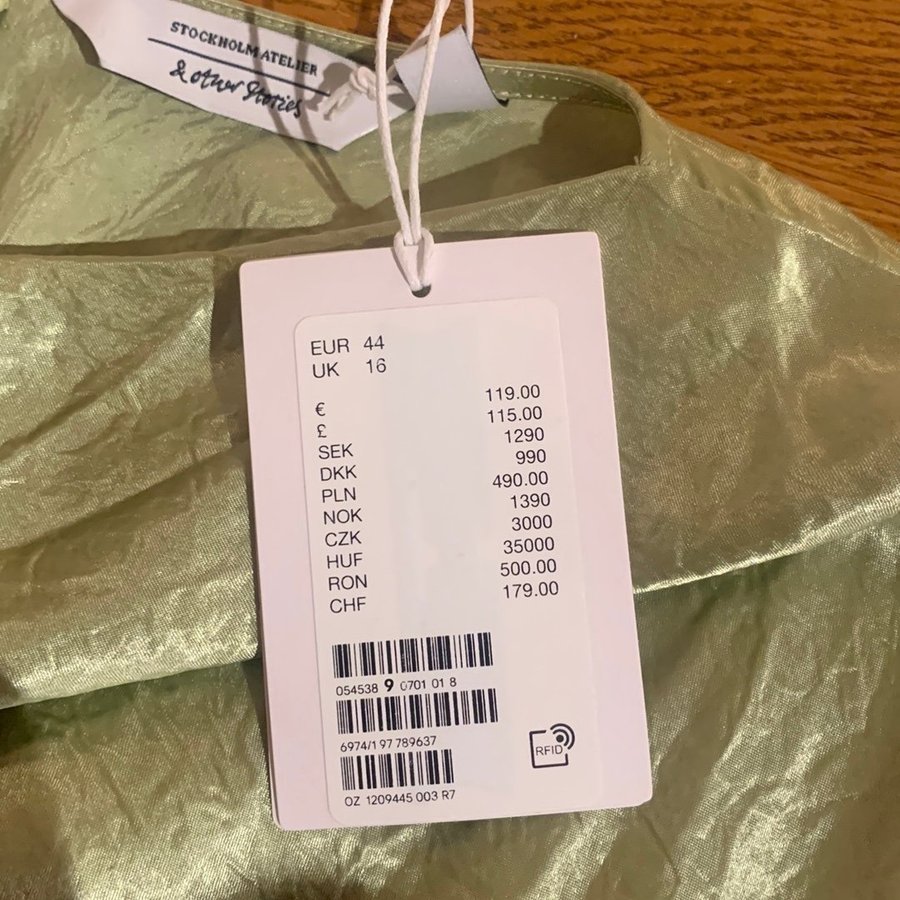 STOCKHOLM ATELIER
& other Stories
EUR 44
UK 16
€ 119.00
£ 115.00
SEK 1290
DKK 990
PLN 490.00
NOK 1390
CZK 3000
HUF 35000
RON 500.00
CHF 179.00
054538 9 0701 01 8
6974/197 789637
RFID
OZ 1209445 003 R7